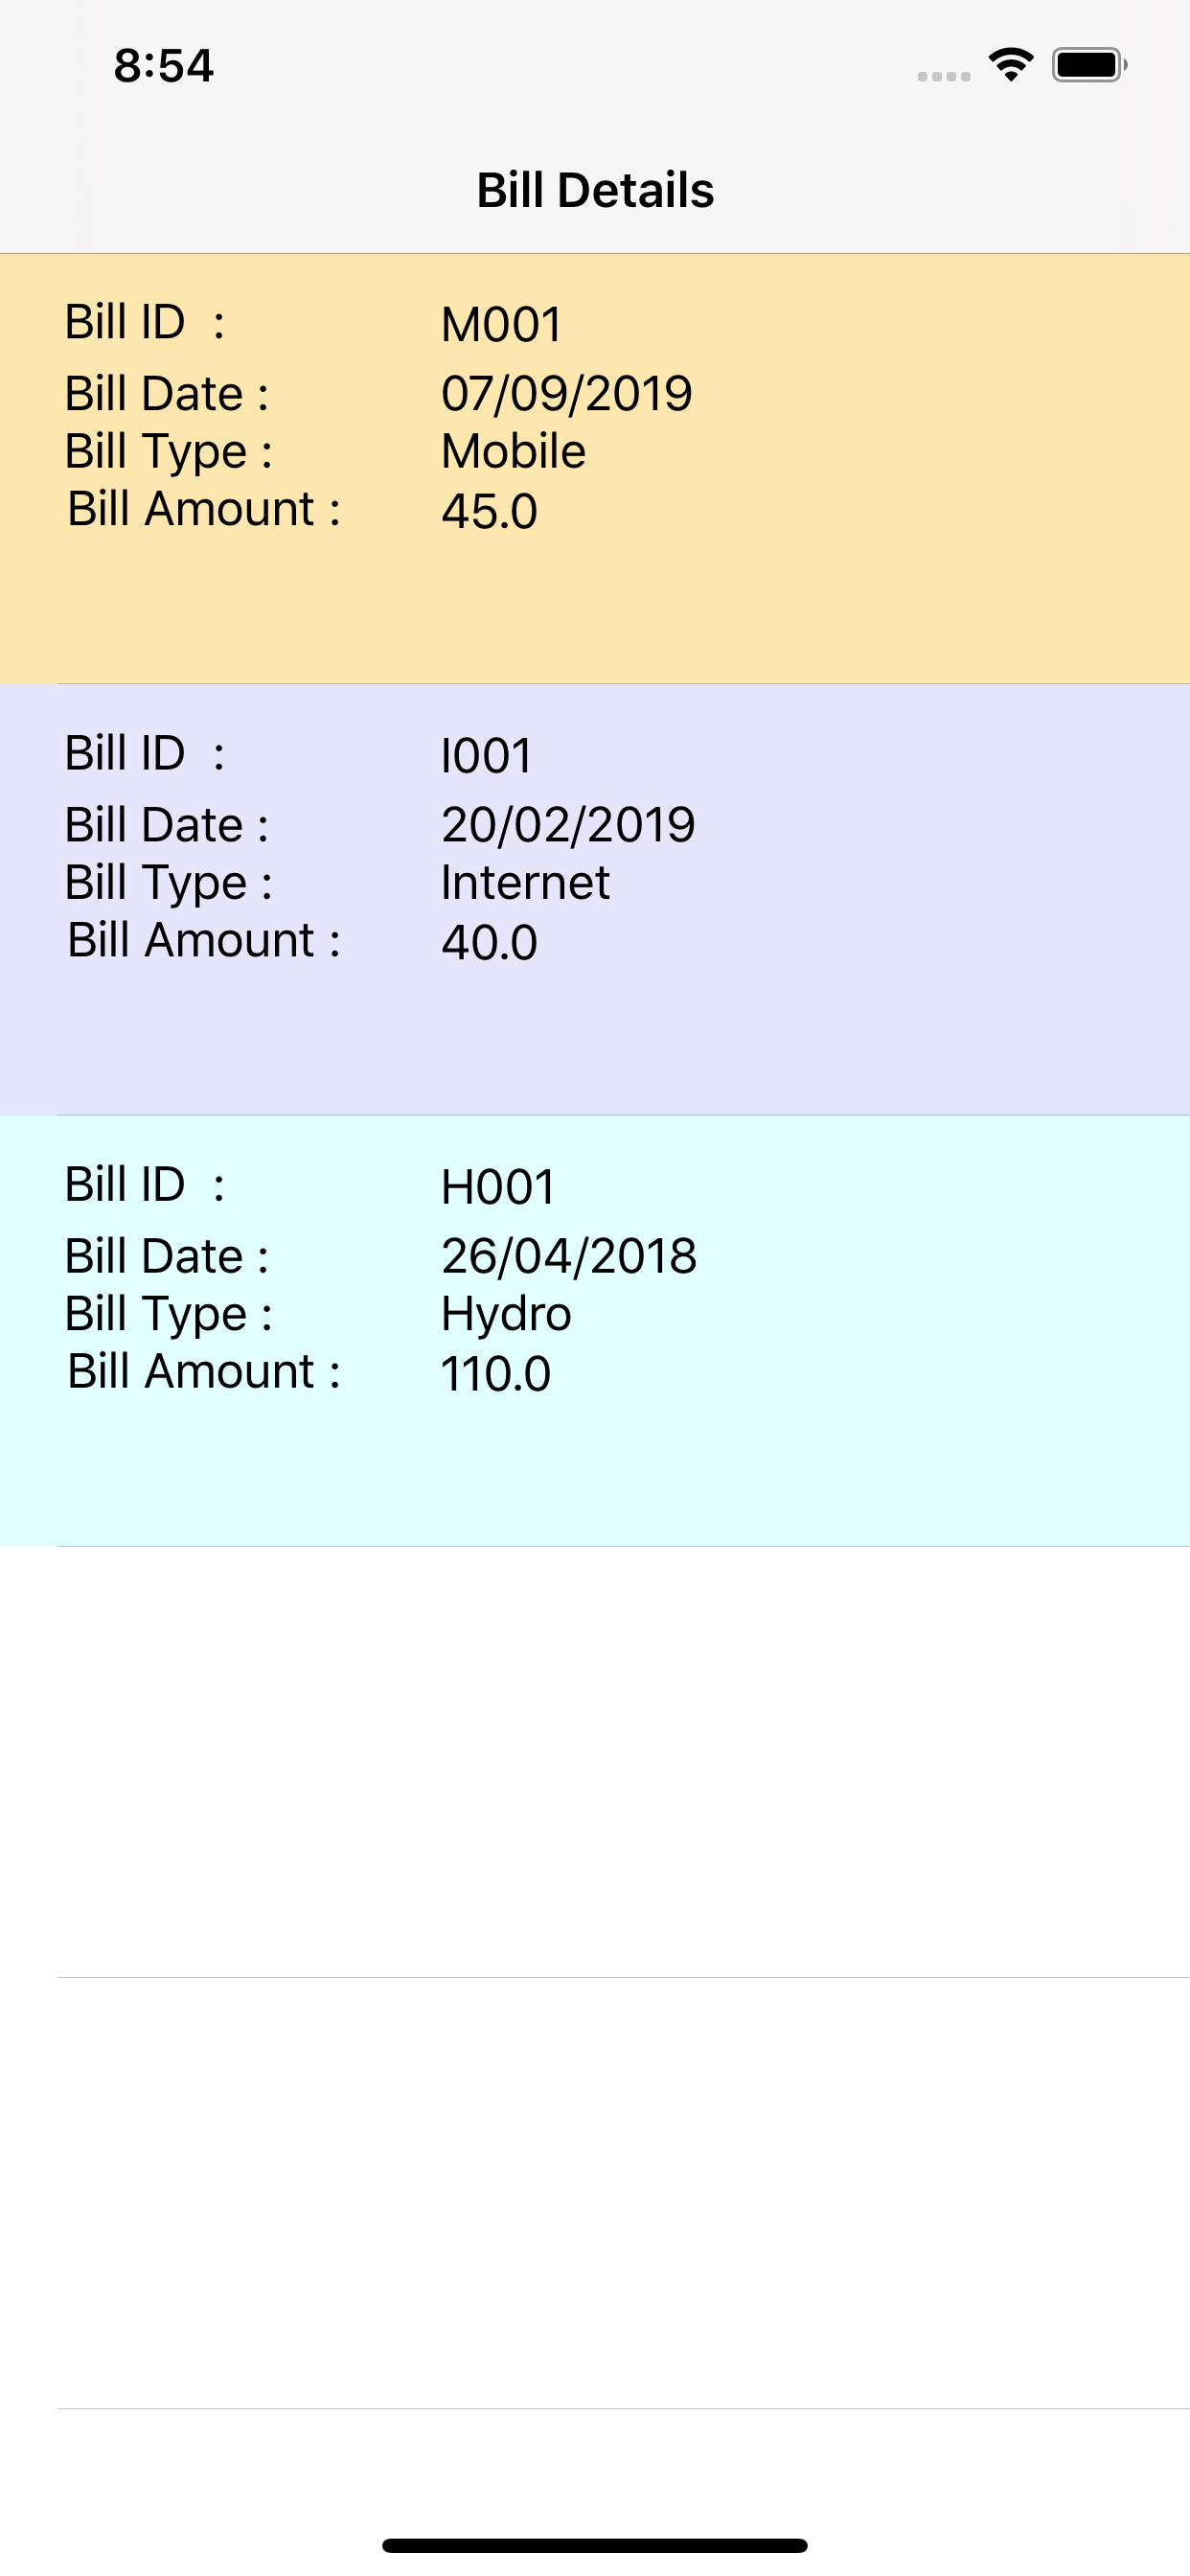 8:54
Bill Details
Bill ID : M001
Bill Date : 07/09/2019
Bill Type : Mobile
Bill Amount : 45.0
Bill ID : I001
Bill Date : 20/02/2019
Bill Type : Internet
Bill Amount : 40.0
Bill ID : H001
Bill Date : 26/04/2018
Bill Type : Hydro
Bill Amount : 110.0